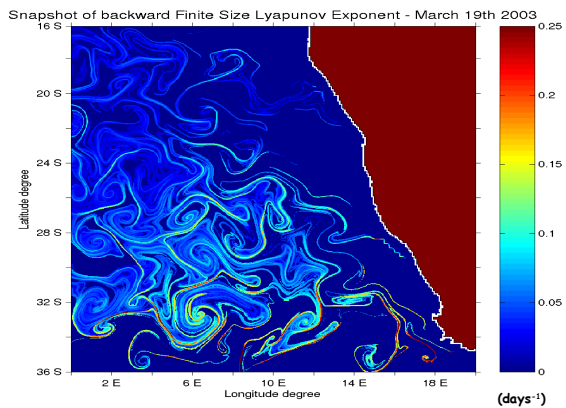 Snapshot of backward Finite Size Lyapunov Exponent - March 19th 2003
16 S
20 S
24 S
28 S
32 S
36 S
Latitude degree
2 E
6 E
10 E
14 E
18 E
Longitude degree
0.25
0.2
0.15
0.1
0.05
0
(days⁻¹)